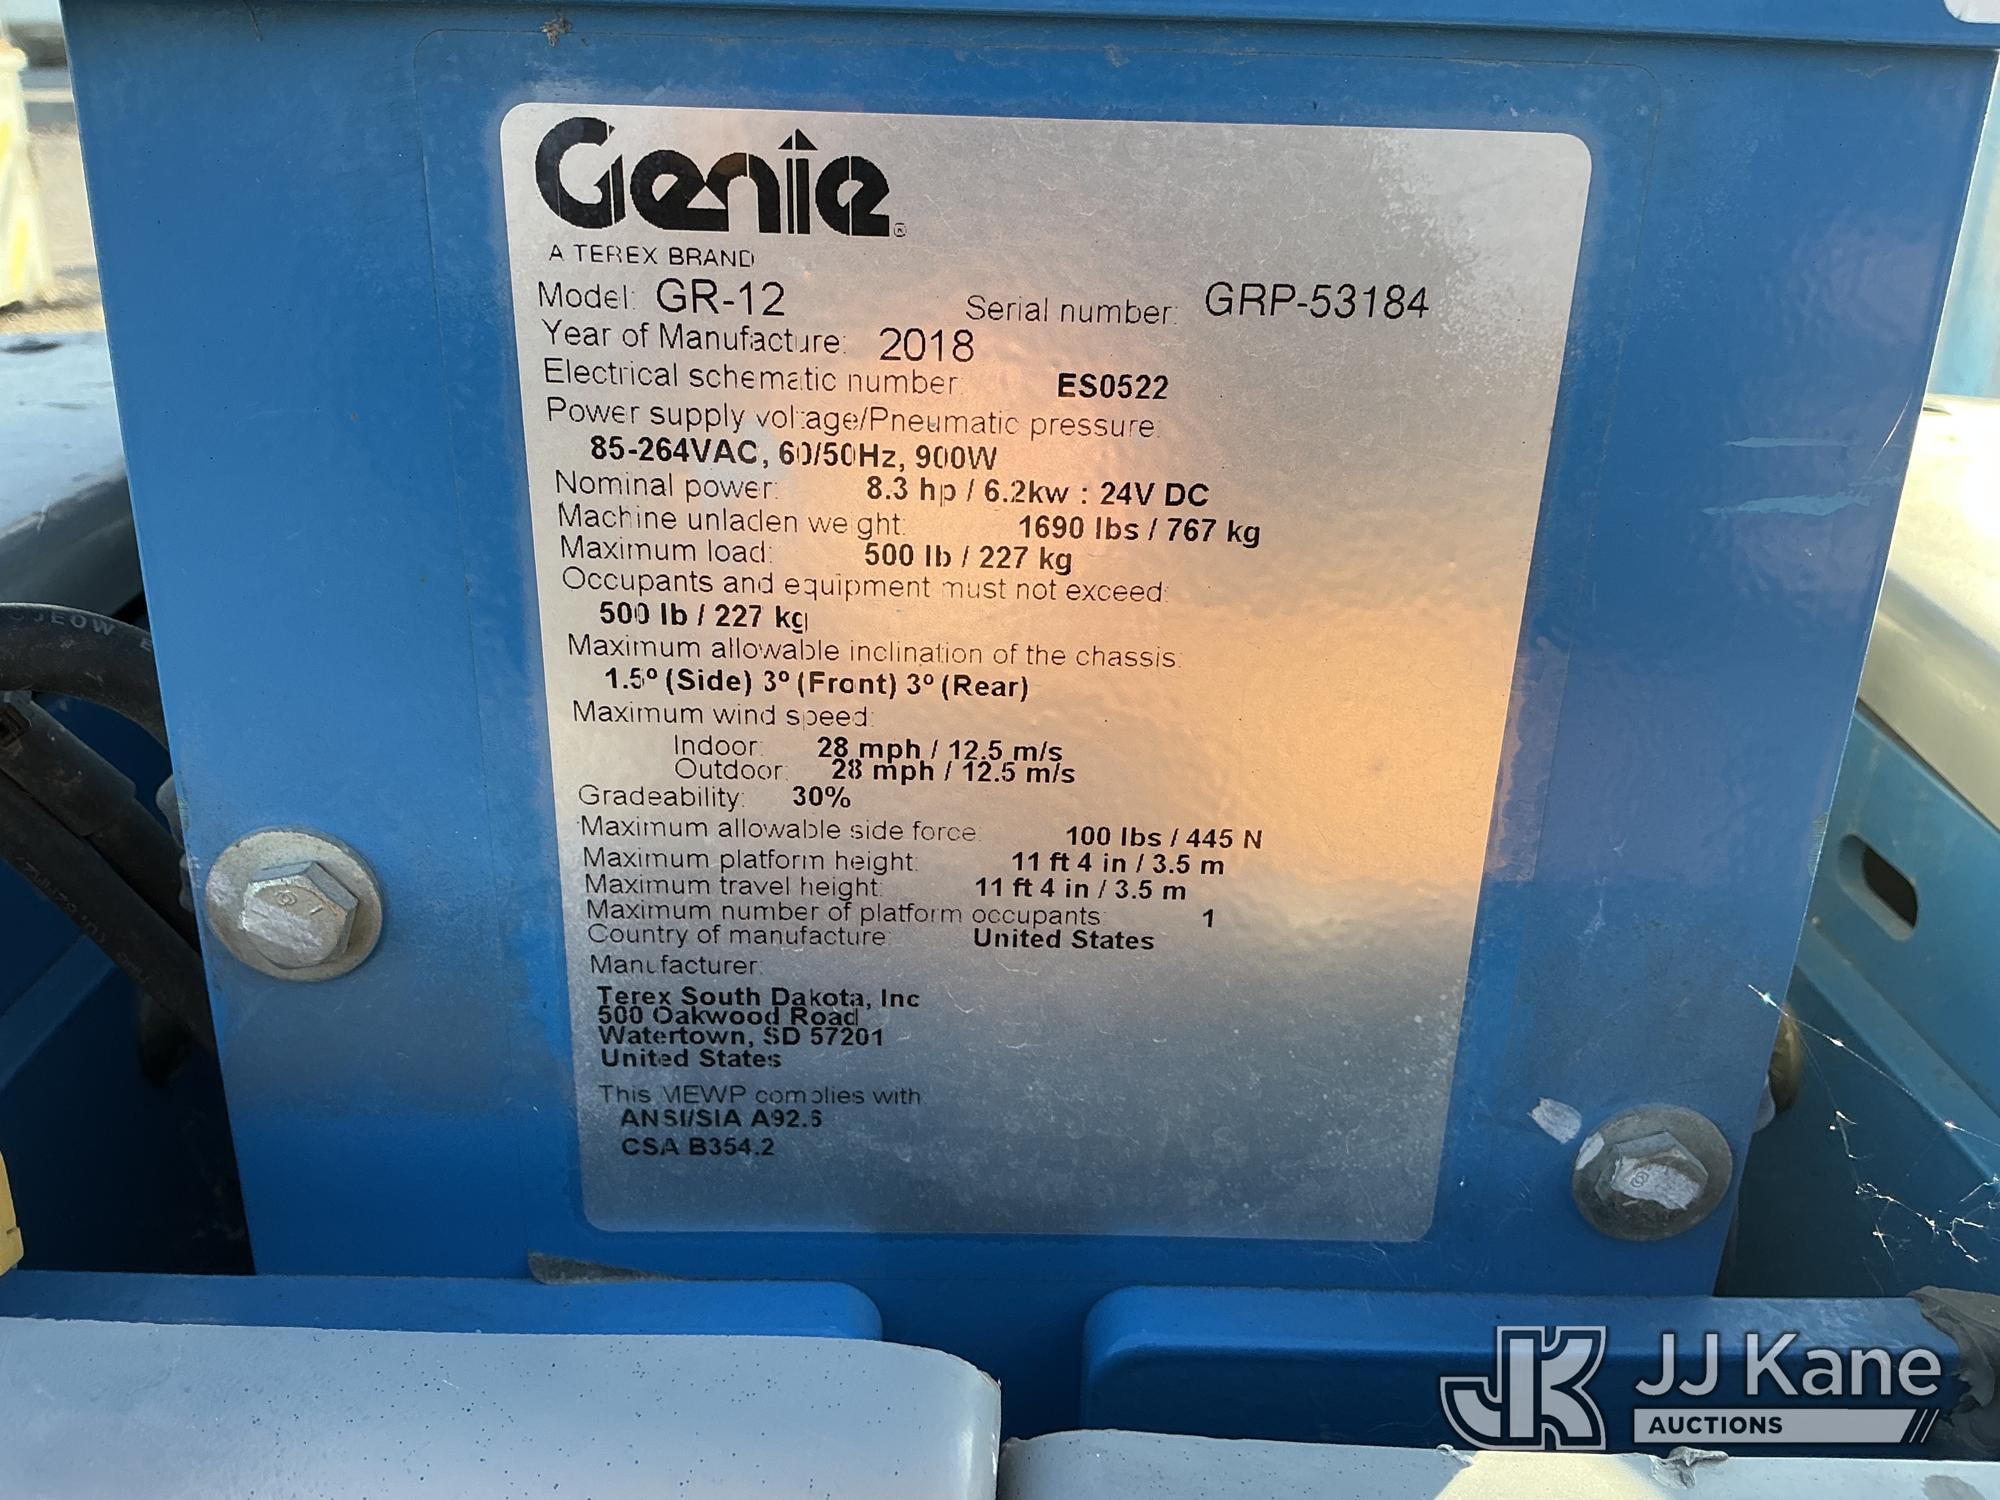 Genie®
A TEREX BRAND
Model: GR-12 Serial number: GRP-53184
Year of Manufacture: 2018
Electrical schematic number: ES0522
Power supply voltage/Pneumatic pressure:
85-264VAC, 60/50Hz, 900W
Nominal power: 8.3 hp / 6.2kw : 24V DC
Machine unladen weight: 1690 lbs / 767 kg
Maximum load: 500 lb / 227 kg
Occupants and equipment must not exceed:
500 lb / 227 kg
Maximum allowable inclination of the chassis:
1.5º (Side) 3º (Front) 3º (Rear)
Maximum wind speed:
Indoor: 28 mph / 12.5 m/s
Outdoor: 28 mph / 12.5 m/s
Gradeability: 30%
Maximum allowable side force: 100 lbs / 445 N
Maximum platform height: 11 ft 4 in / 3.5 m
Maximum travel height: 11 ft 4 in / 3.5 m
Maximum number of platform occupants: 1
Country of manufacture: United States
Manufacturer:
Terex South Dakota, Inc
500 Oakwood Road
Watertown, SD 57201
United States
This MEWP complies with:
ANSI/SIA A92.6
CSA B354.2
JK JJ Kane
AUCTIONS